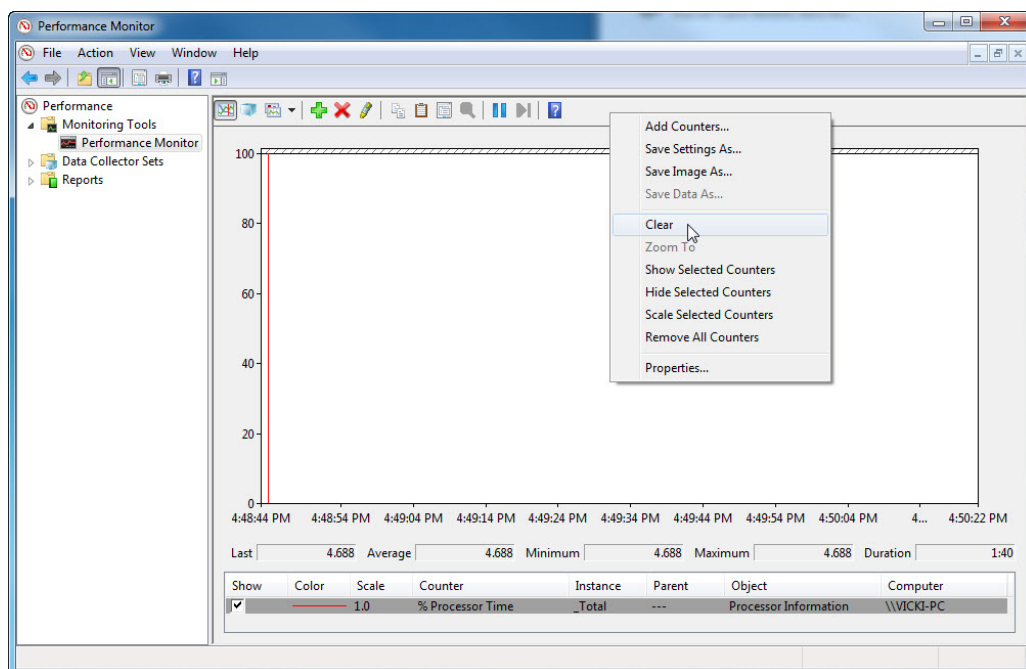 Performance Monitor
File Action View Window Help
Performance
Monitoring Tools
Performance Monitor
Data Collector Sets
Reports
Add Counters...
Save Settings As...
Save Image As...
Save Data As...
Clear
Zoom To
Show Selected Counters
Hide Selected Counters
Scale Selected Counters
Remove All Counters
Properties...
100
80
60
40
20
0
4:48:44 PM 4:48:54 PM 4:49:04 PM 4:49:14 PM 4:49:24 PM 4:49:34 PM 4:49:44 PM 4:49:54 PM 4:50:04 PM 4... 4:50:22 PM
Last 4.688 Average 4.688 Minimum 4.688 Maximum 4.688 Duration 1:40
Show Color Scale Counter Instance Parent Object Computer
1.0 % Processor Time _Total --- Processor Information \\VICKI-PC